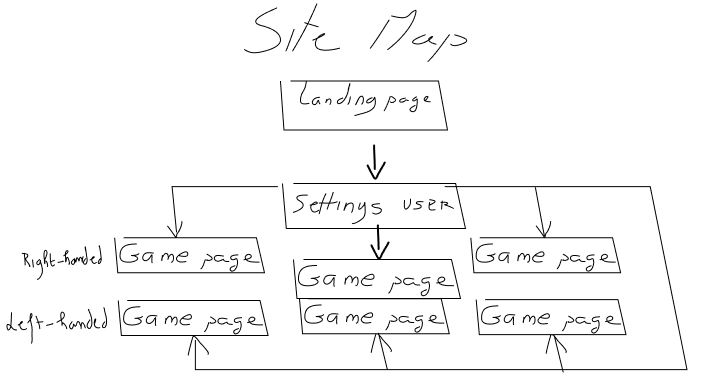 Site Map
Landing page
Settings USER
Right-handed Game page Game page Game page
Left-handed Game page Game page Game page